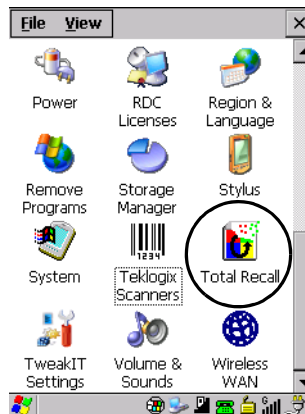 File View
Power
RDC Licenses
Region & Language
Remove Programs
Storage Manager
Stylus
System
1234
Teklogix Scanners
Total Recall
TweakIT Settings
Volume & Sounds
Wireless WAN